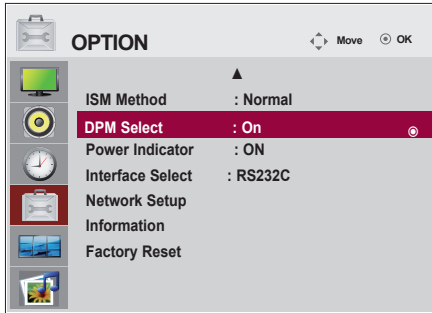 OPTION
Move
OK
ISM Method : Normal
DPM Select : On
Power Indicator : ON
Interface Select : RS232C
Network Setup
Information
Factory Reset